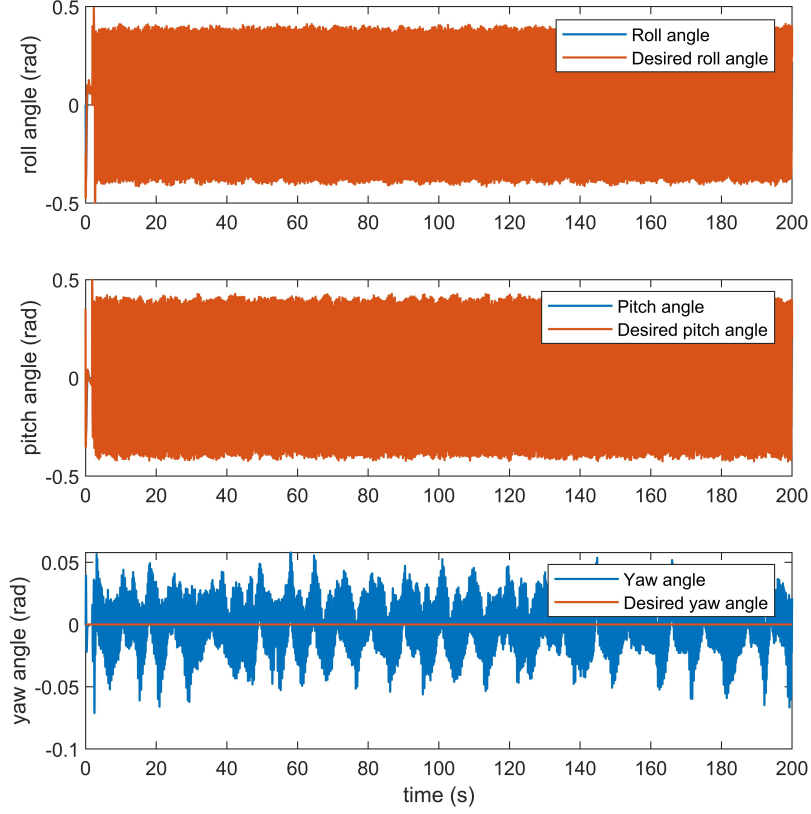 0.5
0
-0.5
roll angle (rad)
Roll angle
Desired roll angle
0 20 40 60 80 100 120 140 160 180 200
0.5
0
-0.5
pitch angle (rad)
Pitch angle
Desired pitch angle
0 20 40 60 80 100 120 140 160 180 200
0.05
0
-0.05
-0.1
yaw angle (rad)
Yaw angle
Desired yaw angle
0 20 40 60 80 100 120 140 160 180 200
time (s)